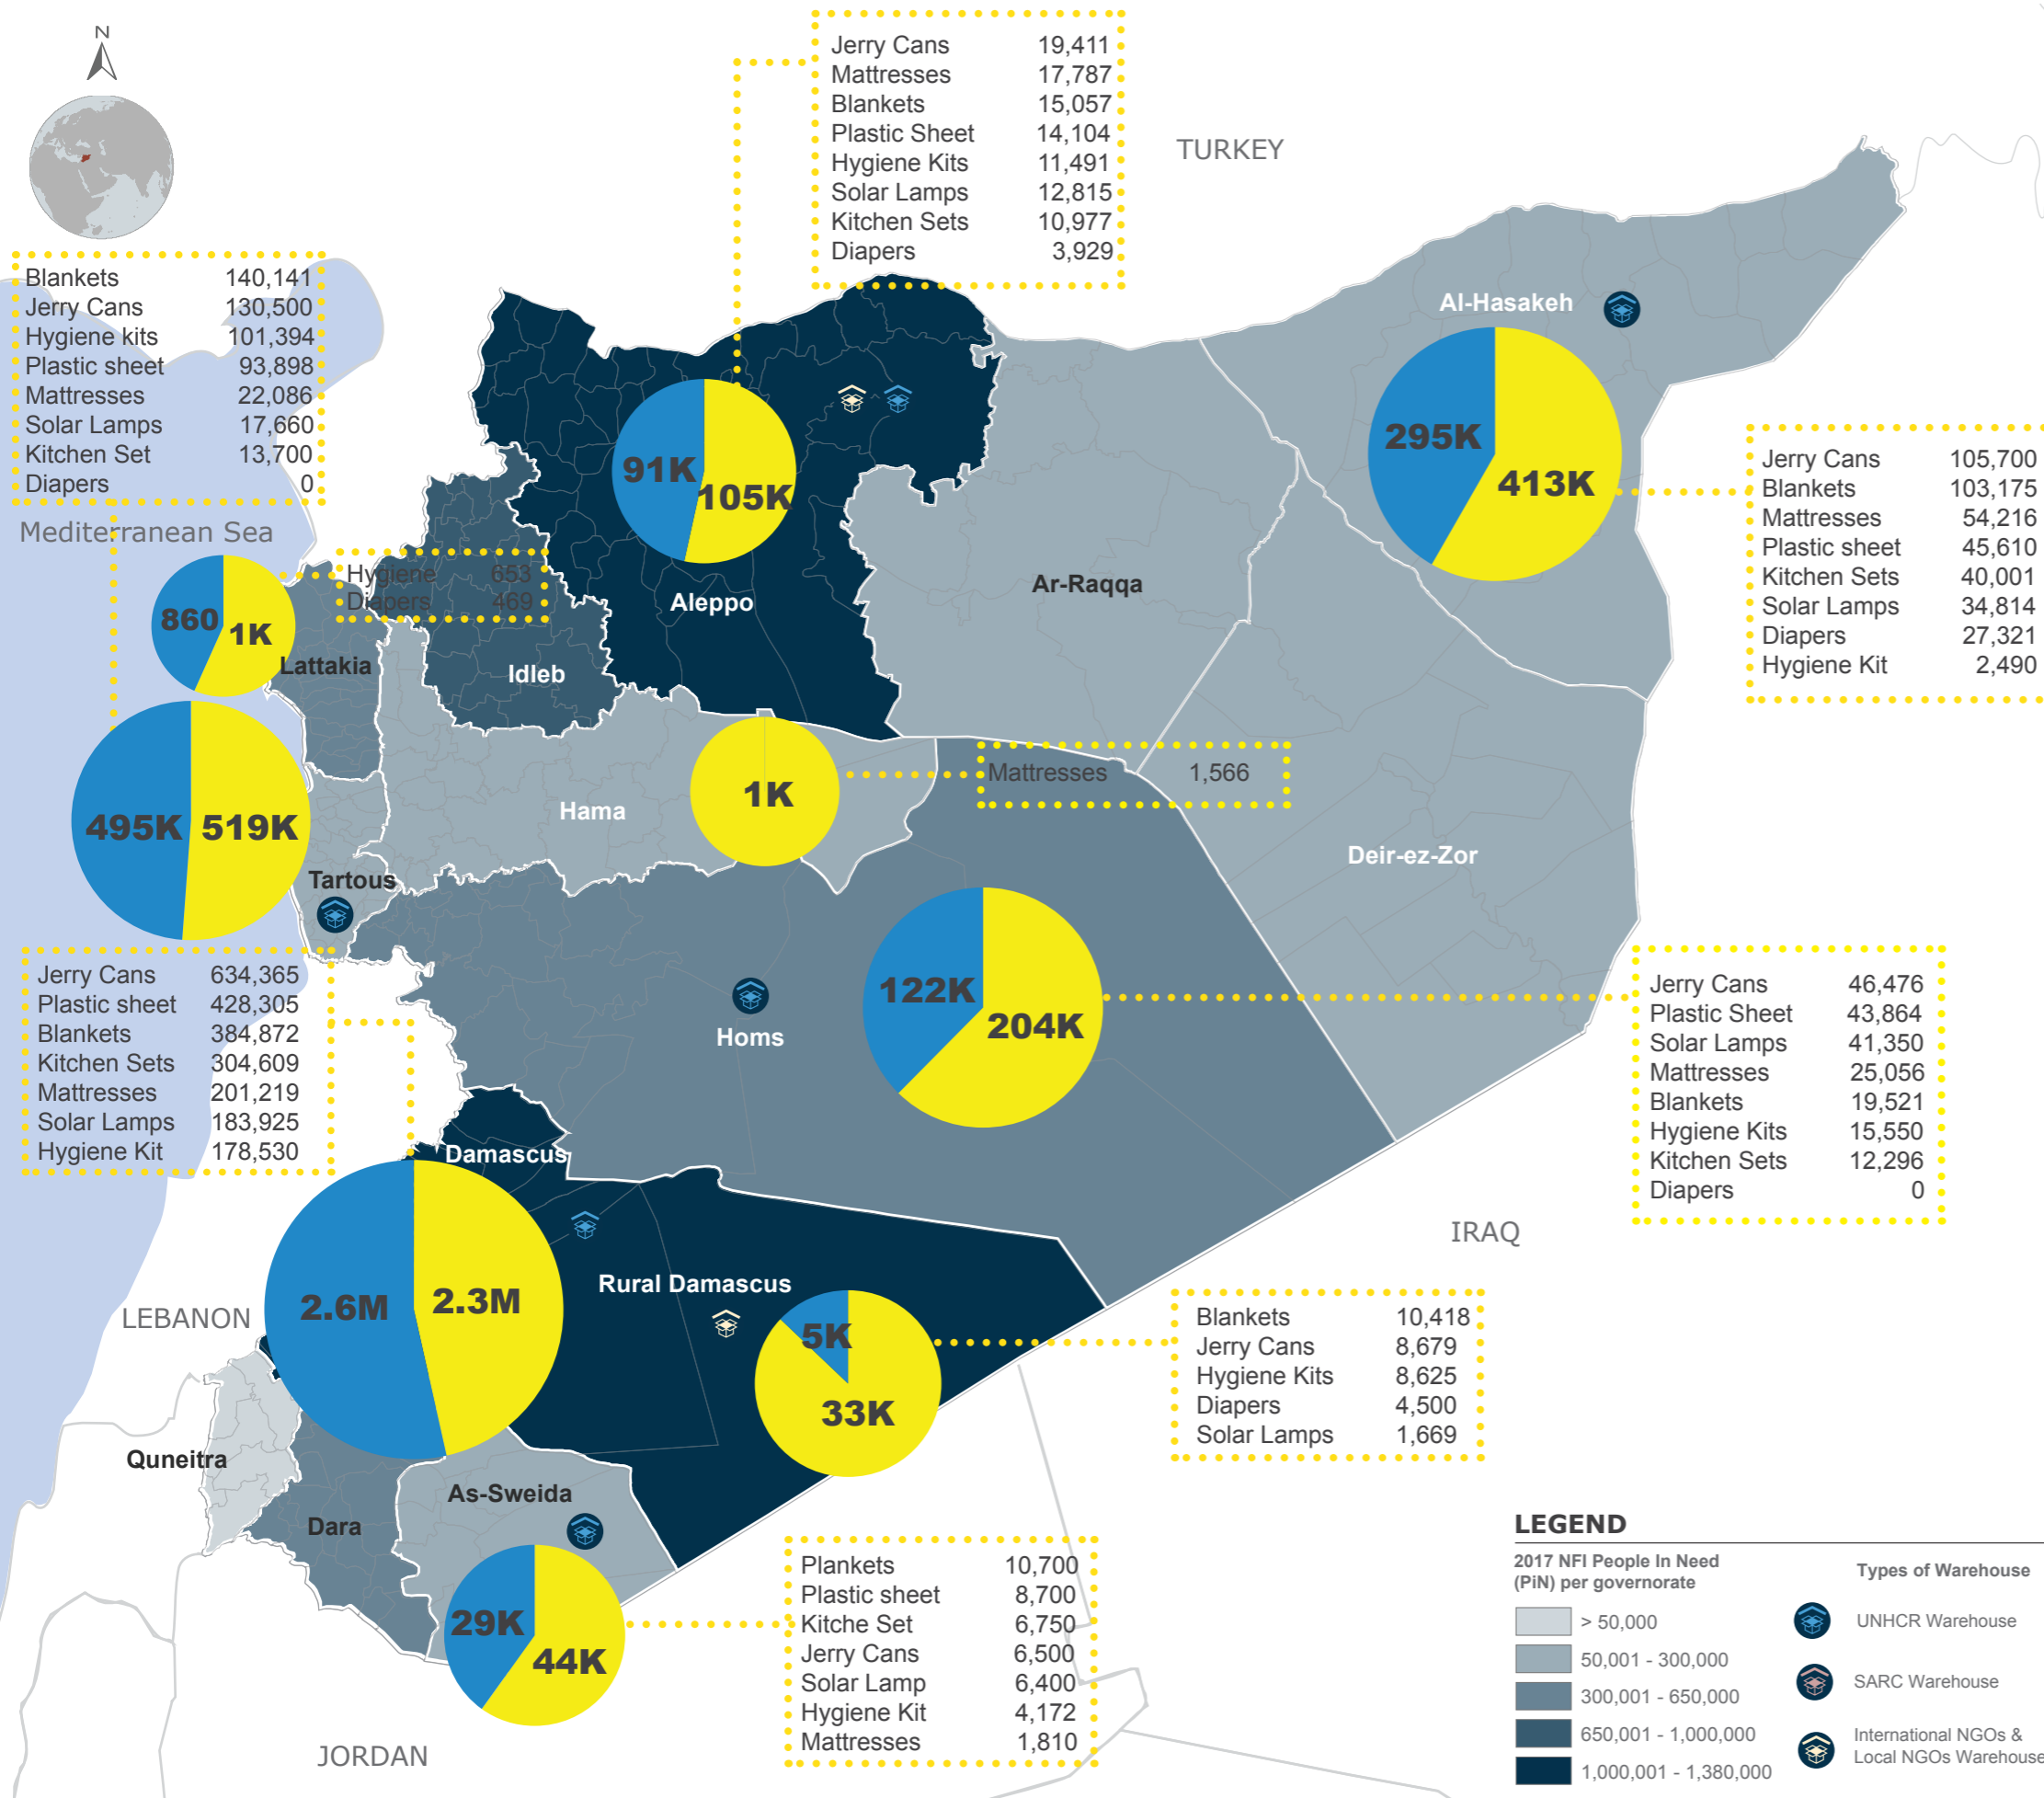 N
Jerry Cans 19,411
Mattresses 17,787
Blankets 15,057
Plastic Sheet 14,104
Hygiene Kits 11,491
Solar Lamps 12,815
Kitchen Sets 10,977
Diapers 3,929
TURKEY
Blankets 140,141
Jerry Cans 130,500
Hygiene kits 101,394
Plastic sheet 93,898
Mattresses 22,086
Solar Lamps 17,660
Kitchen Set 13,700
Diapers 0
Mediterranean Sea
Al-Hasakeh
295K
413K
Jerry Cans 105,700
Blankets 103,175
Mattresses 54,216
Plastic sheet 45,610
Kitchen Sets 40,001
Solar Lamps 34,814
Diapers 27,321
Hygiene Kit 2,490
91K
105K
Aleppo
Ar-Raqqa
Hygiene 653
Diapers 469
860
1K
Lattakia
Idleb
495K
519K
Hama
1K
Mattresses 1,566
Deir-ez-Zor
Tartous
Jerry Cans 634,365
Plastic sheet 428,305
Blankets 384,872
Kitchen Sets 304,609
Mattresses 201,219
Solar Lamps 183,925
Hygiene Kit 178,530
Homs
122K
204K
Jerry Cans 46,476
Plastic Sheet 43,864
Solar Lamps 41,350
Mattresses 25,056
Blankets 19,521
Hygiene Kits 15,550
Kitchen Sets 12,296
Diapers 0
IRAQ
Damascus
2.6M
2.3M
Rural Damascus
5K
33K
Blankets 10,418
Jerry Cans 8,679
Hygiene Kits 8,625
Diapers 4,500
Solar Lamps 1,669
LEBANON
Quneitra
Dara
As-Sweida
29K
44K
Plankets 10,700
Plastic sheet 8,700
Kitche Set 6,750
Jerry Cans 6,500
Solar Lamp 6,400
Hygiene Kit 4,172
Mattresses 1,810
JORDAN
LEGEND
2017 NFI People In Need
(PiN) per governorate
> 50,000
50,001 - 300,000
300,001 - 650,000
650,001 - 1,000,000
1,000,001 - 1,380,000
Types of Warehouse
UNHCR Warehouse
SARC Warehouse
International NGOs &
Local NGOs Warehouse